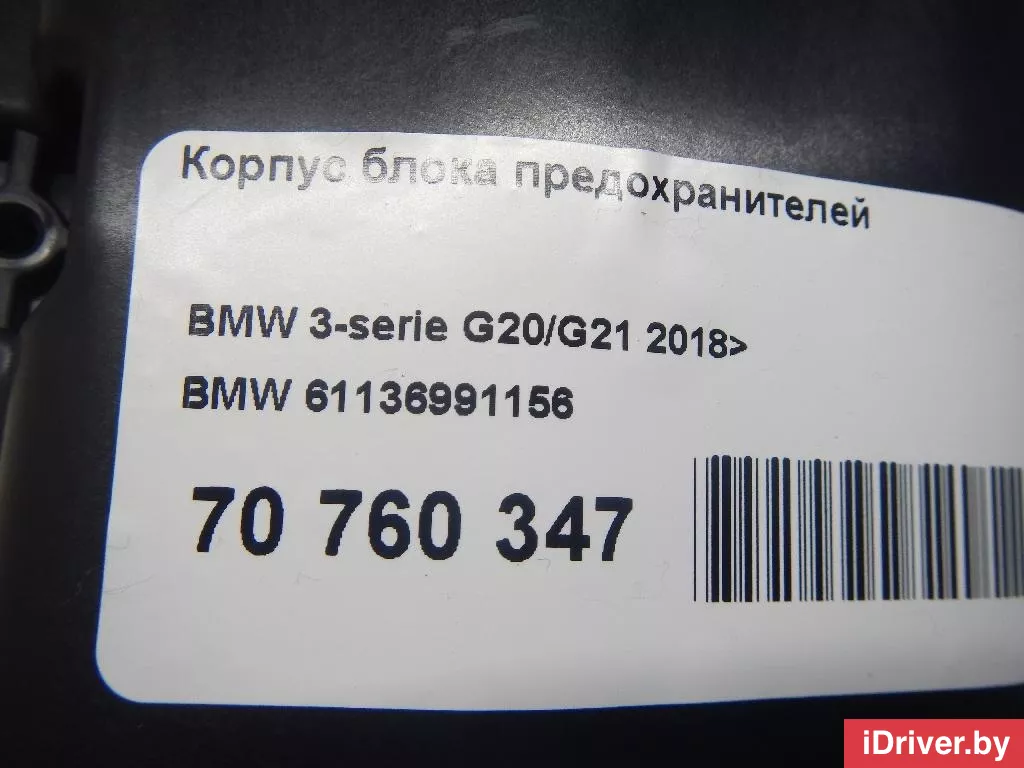 Корпус блока предохранителей
BMW 3-serie G20/G21 2018>
BMW 61136991156
70 760 347
iDriver.by